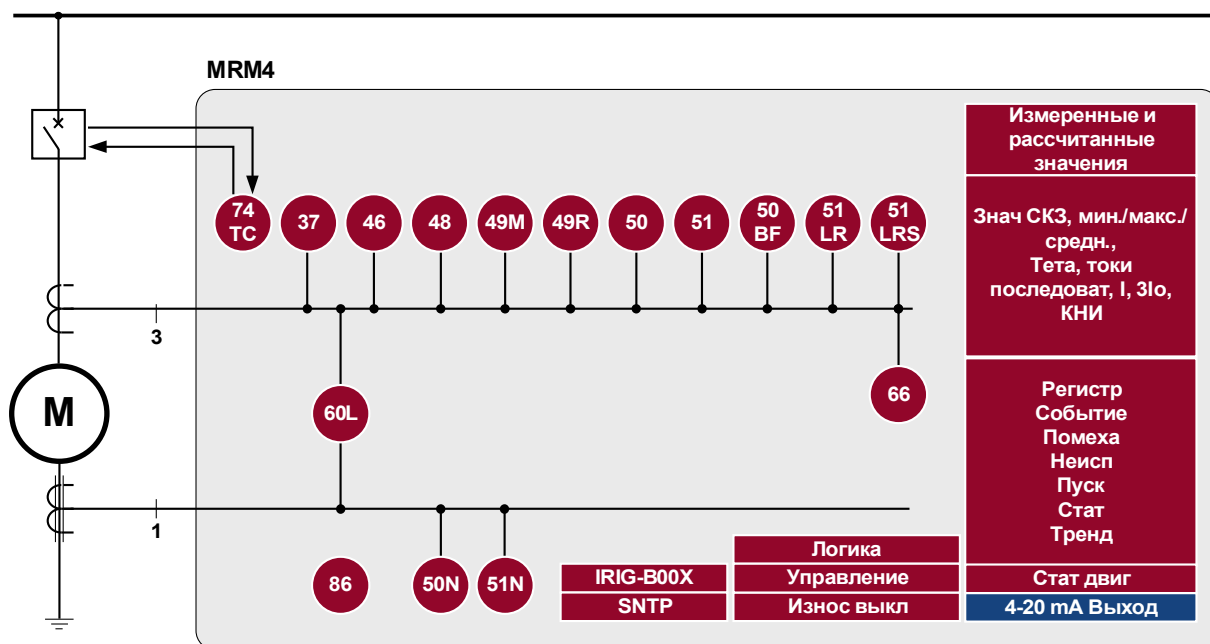 MRM4
Измеренные и
рассчитанные
значения
74
TC
37
46
48
49M
49R
50
51
50
BF
51
LR
51
LRS
Знач СКЗ, мин./макс./
средн.,
Тета, токи
последоват, I, 3Io,
КНИ
3
M
60L
66
Регистр
Событие
Помеха
Неисп
Пуск
Стат
Тренд
1
86
50N
51N
Логика
IRIG-B00X
Управление
Стат двиг
SNTP
Износ выкл
4-20 mA Выход